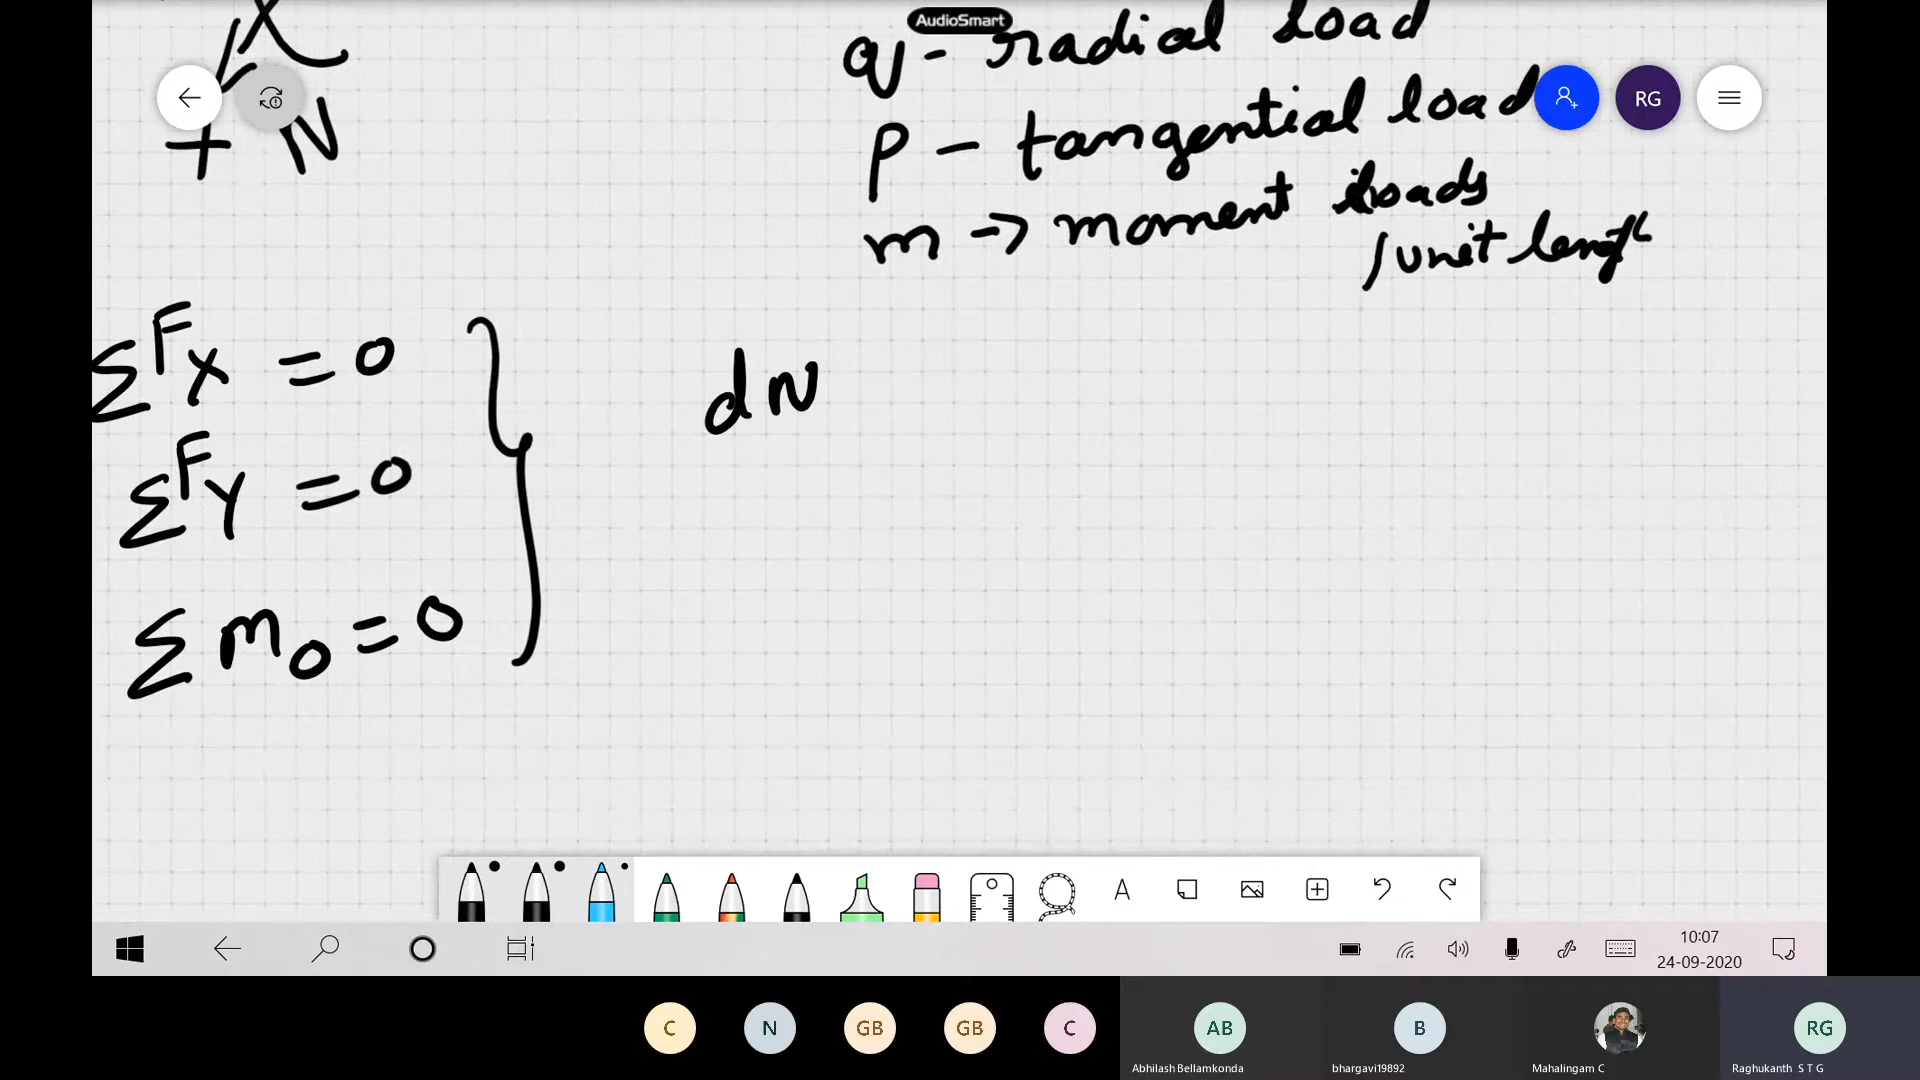 AudioSmart
q - radial load
p - tangential load
m -> moment loads
/unit length
+ N
RG
ΣFx = 0
ΣFy = 0
Σmo = 0
dN
A
10:07
24-09-2020
C N GB GB C AB B RG
Abhilash Bellamkonda bhargavi19892 Mahalingam C Raghukanth S T G